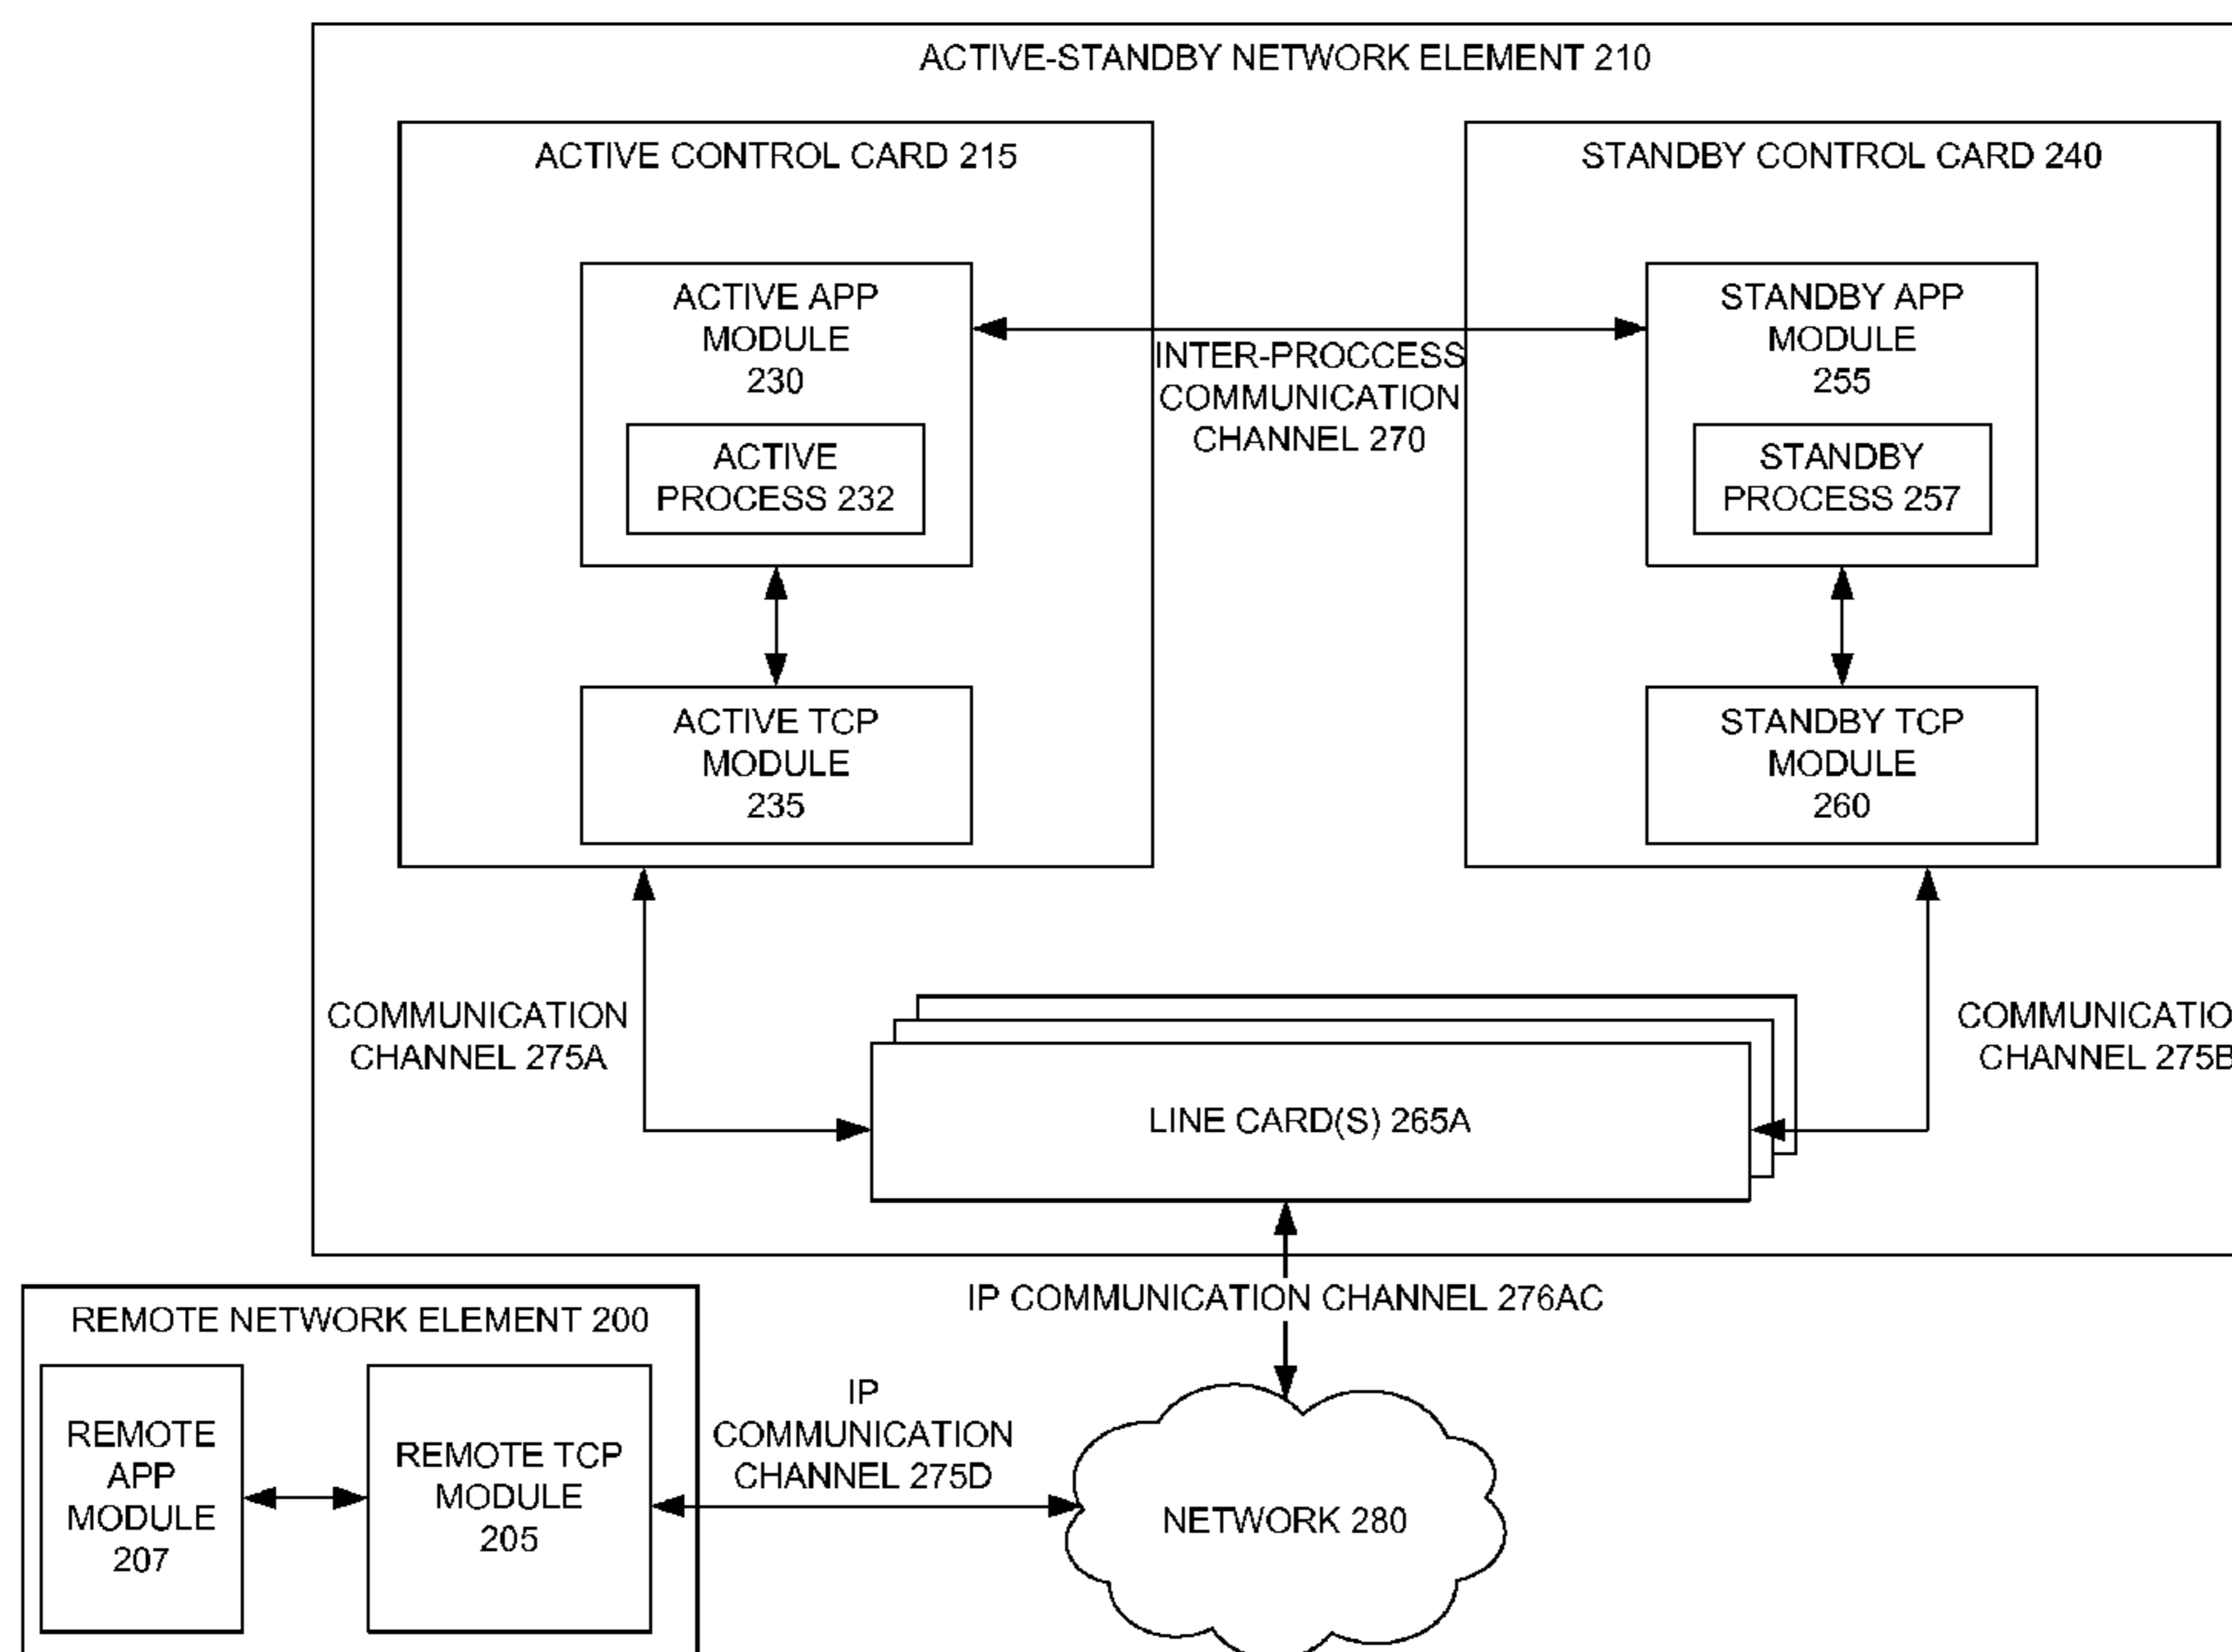 ACTIVE-STANDBY NETWORK ELEMENT 210
ACTIVE CONTROL CARD 215
STANDBY CONTROL CARD 240
ACTIVE APP
MODULE
230
ACTIVE
PROCESS 232
INTER-PROCCESS
COMMUNICATION
CHANNEL 270
STANDBY APP
MODULE
255
STANDBY
PROCESS 257
ACTIVE TCP
MODULE
235
STANDBY TCP
MODULE
260
COMMUNICATION
CHANNEL 275A
COMMUNICATIO
CHANNEL 275B
LINE CARD(S) 265A
IP COMMUNICATION CHANNEL 276AC
REMOTE NETWORK ELEMENT 200
REMOTE
APP
MODULE
207
REMOTE TCP
MODULE
205
IP
COMMUNICATION
CHANNEL 275D
NETWORK 280